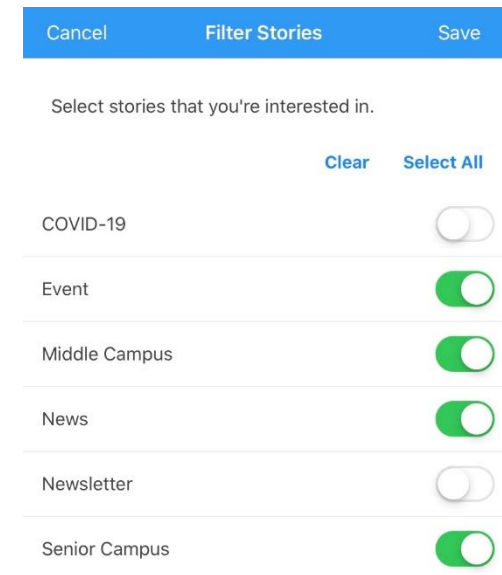 Cancel Filter Stories Save
Select stories that you're interested in.
Clear Select All
COVID-19
Event
Middle Campus
News
Newsletter
Senior Campus